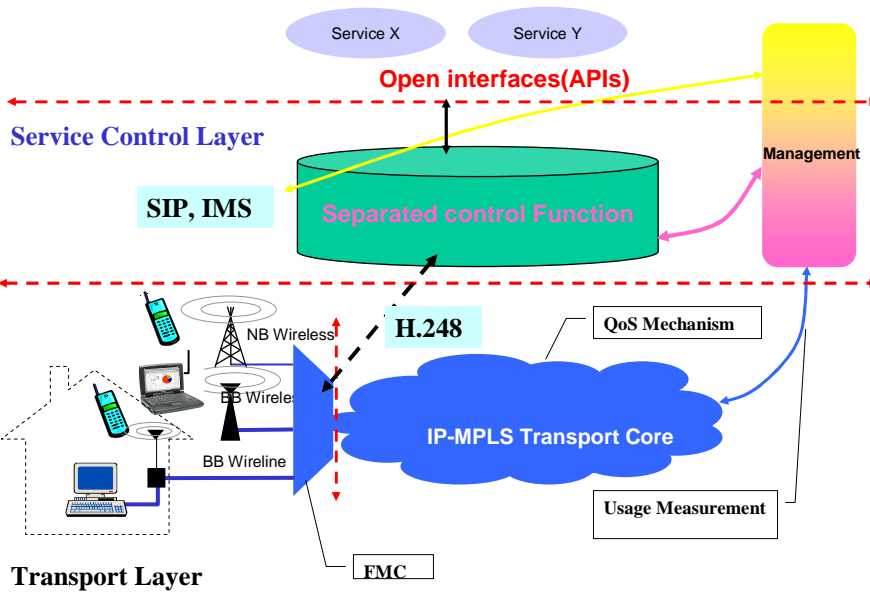 Service X
Service Y
Open interfaces(APIs)
Service Control Layer
Management
SIP, IMS
Separated control Function
NB Wireless
H.248
QoS Mechanism
BB Wireles
IP-MPLS Transport Core
BB Wireline
Usage Measurement
FMC
Transport Layer